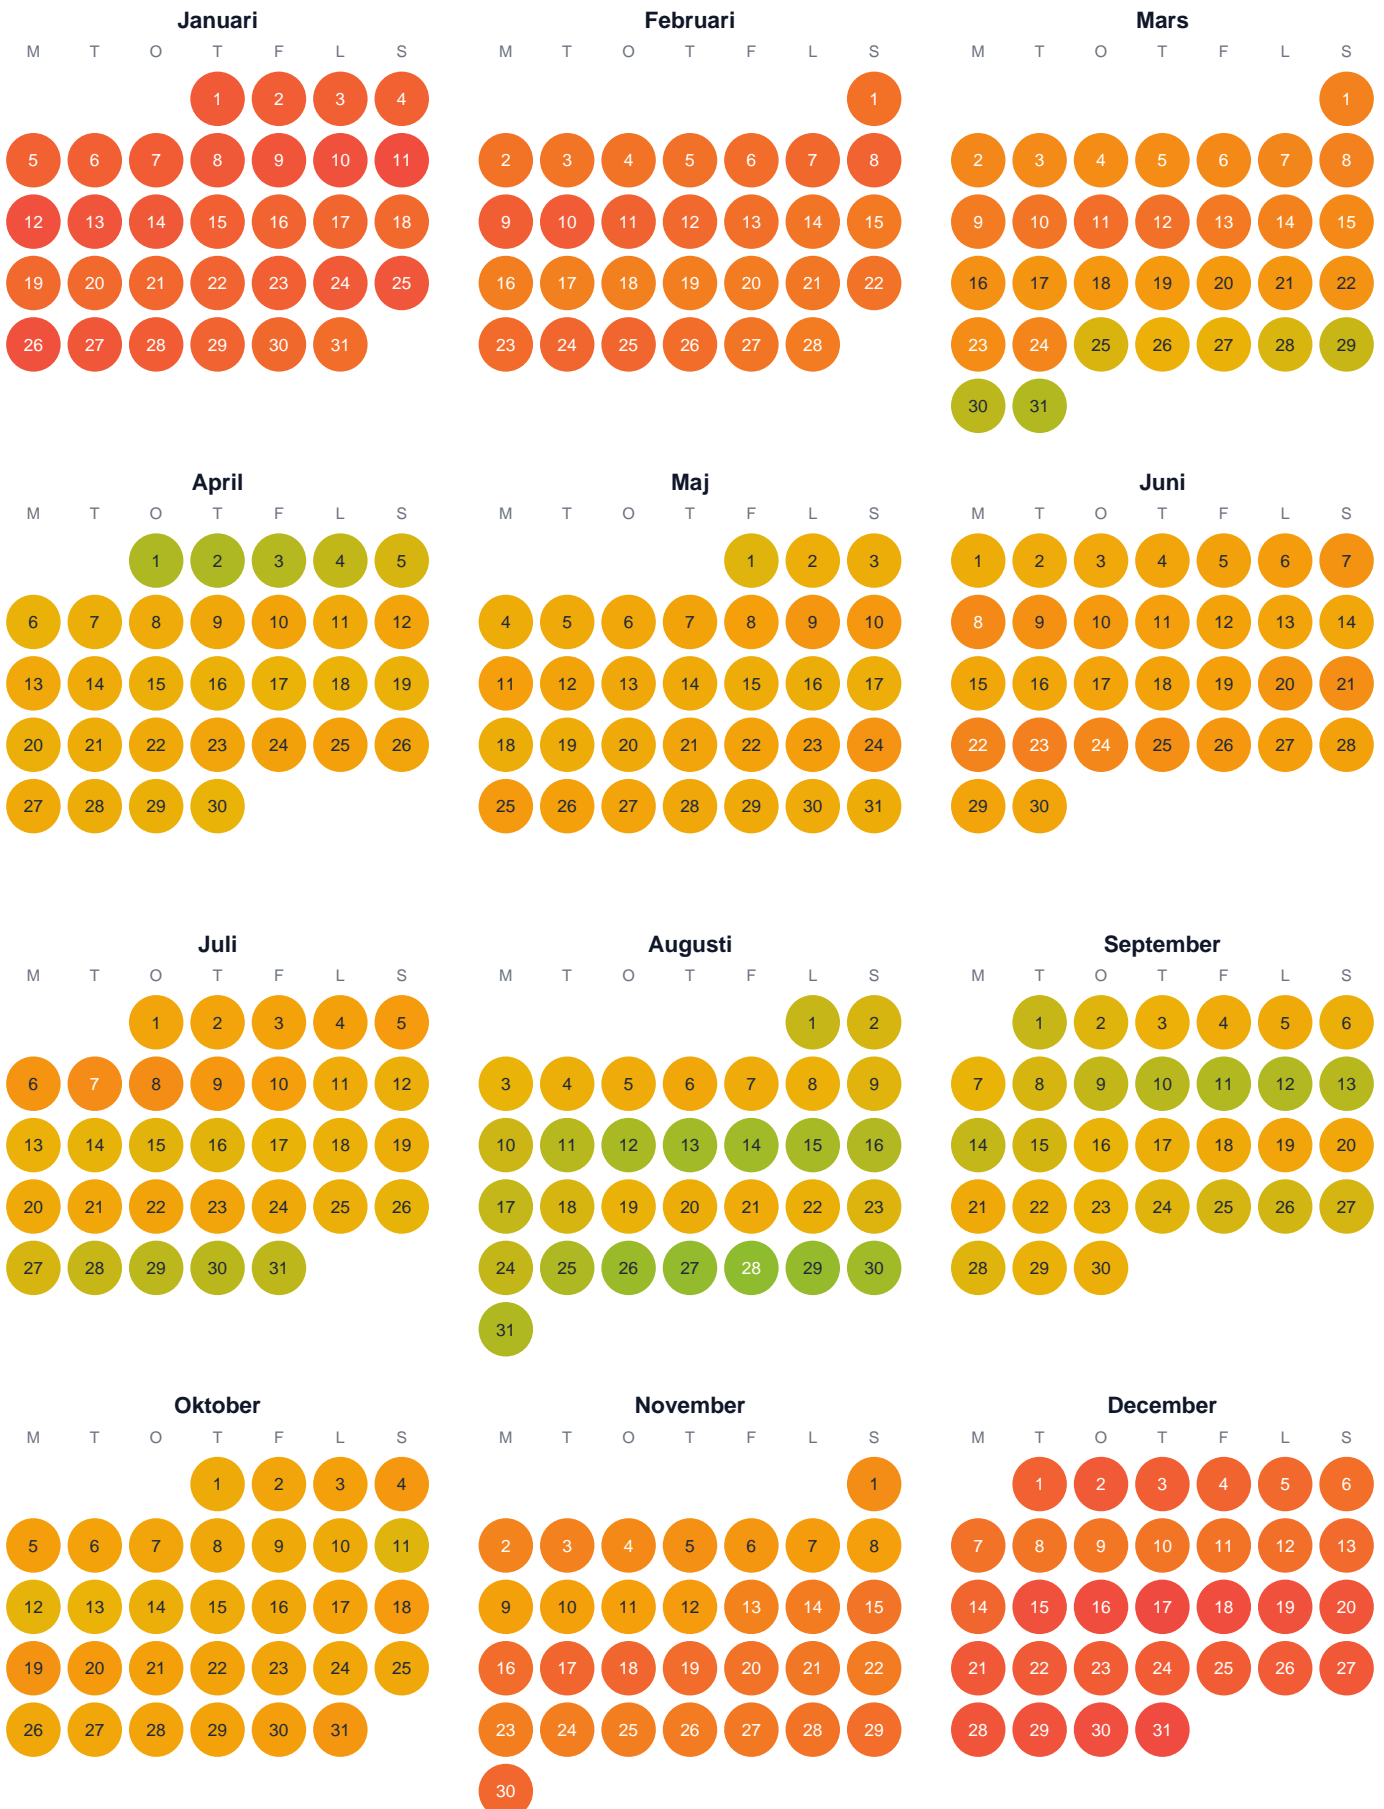 Januari Februari Mars
M T O T F L S M T O T F L S M T O T F L S
1 2 3 4 1 1
5 6 7 8 9 10 11 2 3 4 5 6 7 8 2 3 4 5 6 7 8
12 13 14 15 16 17 18 9 10 11 12 13 14 15 9 10 11 12 13 14 15
19 20 21 22 23 24 25 16 17 18 19 20 21 22 16 17 18 19 20 21 22
26 27 28 29 30 31 23 24 25 26 27 28 23 24 25 26 27 28 29
30 31
April Maj Juni
M T O T F L S M T O T F L S M T O T F L S
1 2 3 4 5 1 2 3 1 2 3 4 5 6 7
6 7 8 9 10 11 12 4 5 6 7 8 9 10 8 9 10 11 12 13 14
13 14 15 16 17 18 19 11 12 13 14 15 16 17 15 16 17 18 19 20 21
20 21 22 23 24 25 26 18 19 20 21 22 23 24 22 23 24 25 26 27 28
27 28 29 30 25 26 27 28 29 30 31 29 30
Juli Augusti September
M T O T F L S M T O T F L S M T O T F L S
1 2 3 4 5 1 2 1 2 3 4 5 6
6 7 8 9 10 11 12 3 4 5 6 7 8 9 7 8 9 10 11 12 13
13 14 15 16 17 18 19 10 11 12 13 14 15 16 14 15 16 17 18 19 20
20 21 22 23 24 25 26 17 18 19 20 21 22 23 21 22 23 24 25 26 27
27 28 29 30 31 24 25 26 27 28 29 30 28 29 30
31
Oktober November December
M T O T F L S M T O T F L S M T O T F L S
1 2 3 4 1 1 2 3 4 5 6
5 6 7 8 9 10 11 2 3 4 5 6 7 8 7 8 9 10 11 12 13
12 13 14 15 16 17 18 9 10 11 12 13 14 15 14 15 16 17 18 19 20
19 20 21 22 23 24 25 16 17 18 19 20 21 22 21 22 23 24 25 26 27
26 27 28 29 30 31 23 24 25 26 27 28 29 28 29 30 31
30